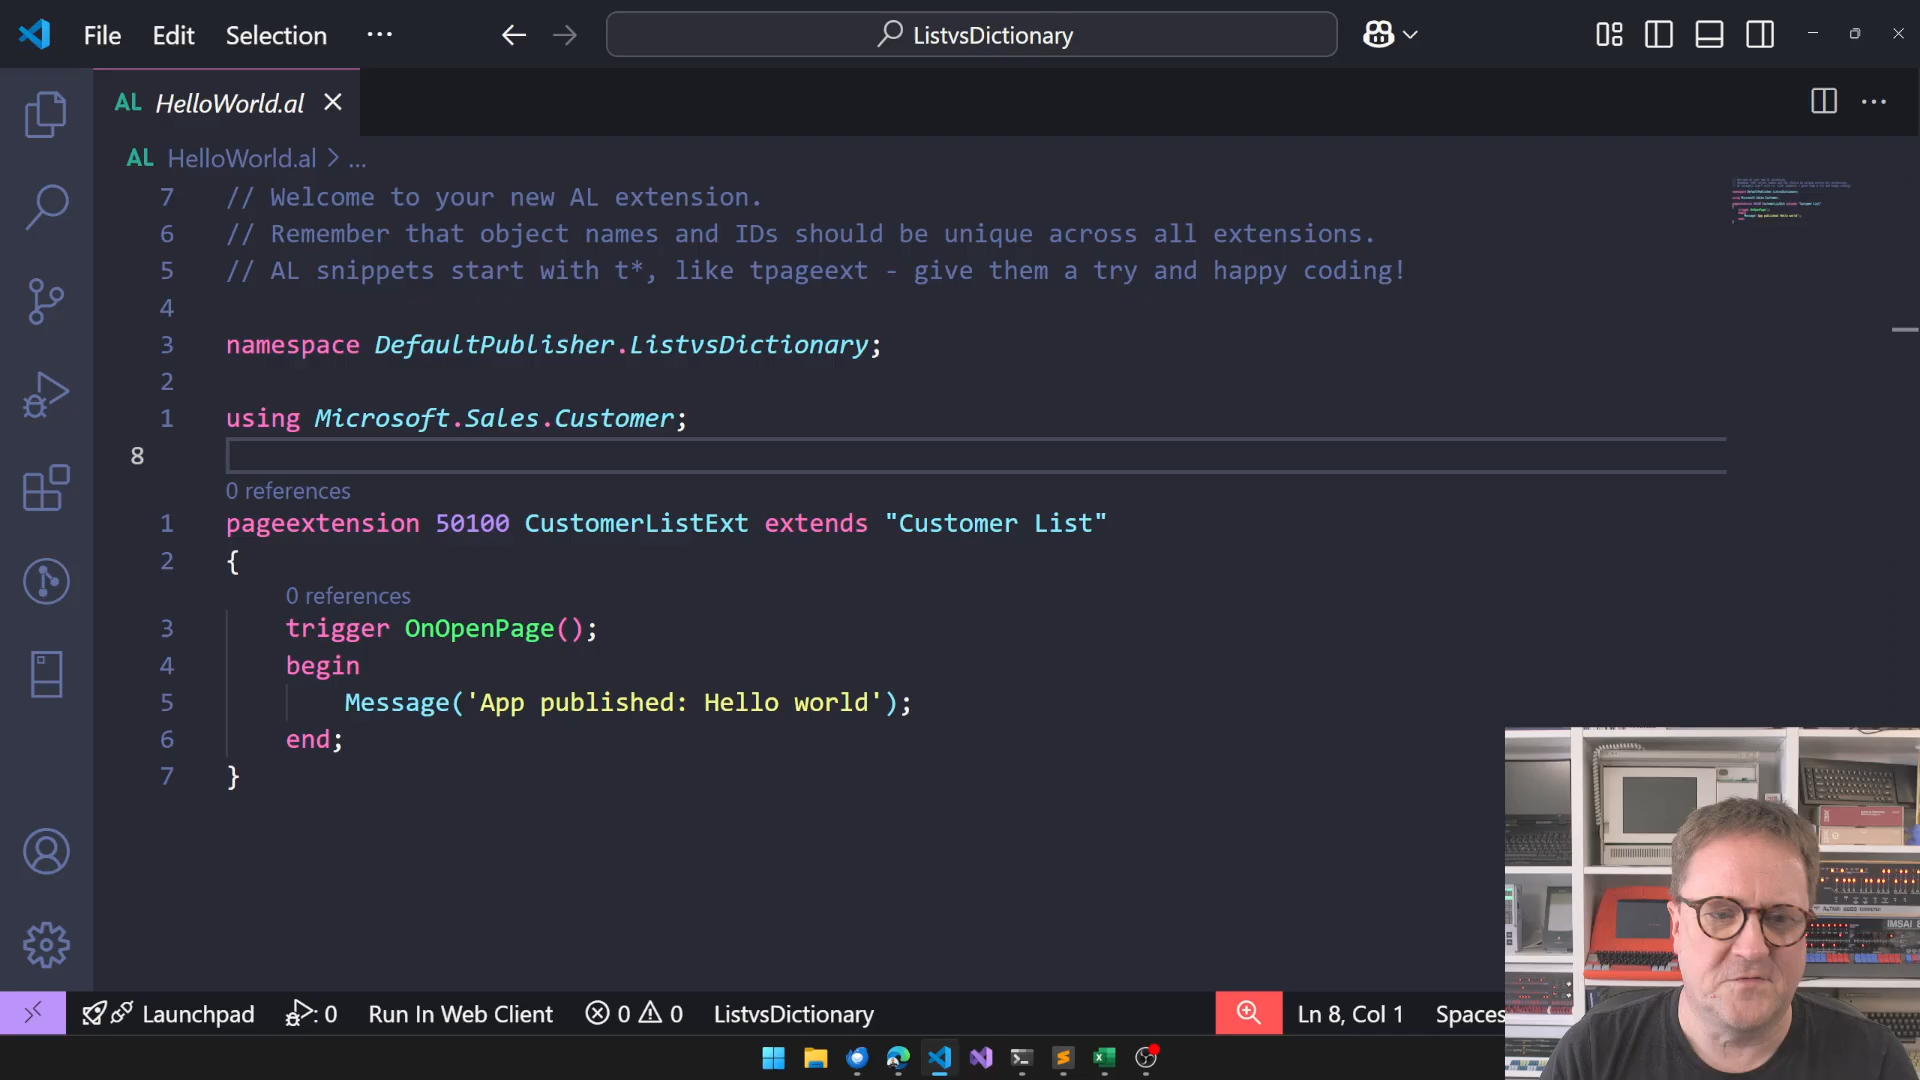 File Edit Selection ··· ListvsDictionary
AL HelloWorld.al
AL HelloWorld.al > ...
7 // Welcome to your new AL extension.
6 // Remember that object names and IDs should be unique across all extensions.
5 // AL snippets start with t*, like tpageext - give them a try and happy coding!
4
3 namespace DefaultPublisher.ListvsDictionary;
2
1 using Microsoft.Sales.Customer;
8
0 references
1 pageextension 50100 CustomerListExt extends "Customer List"
2 {
0 references
3 trigger OnOpenPage();
4 begin
5 Message('App published: Hello world');
6 end;
7 }
Launchpad : 0 Run In Web Client 0 0 ListvsDictionary Ln 8, Col 1 Spaces
IMSAI 8